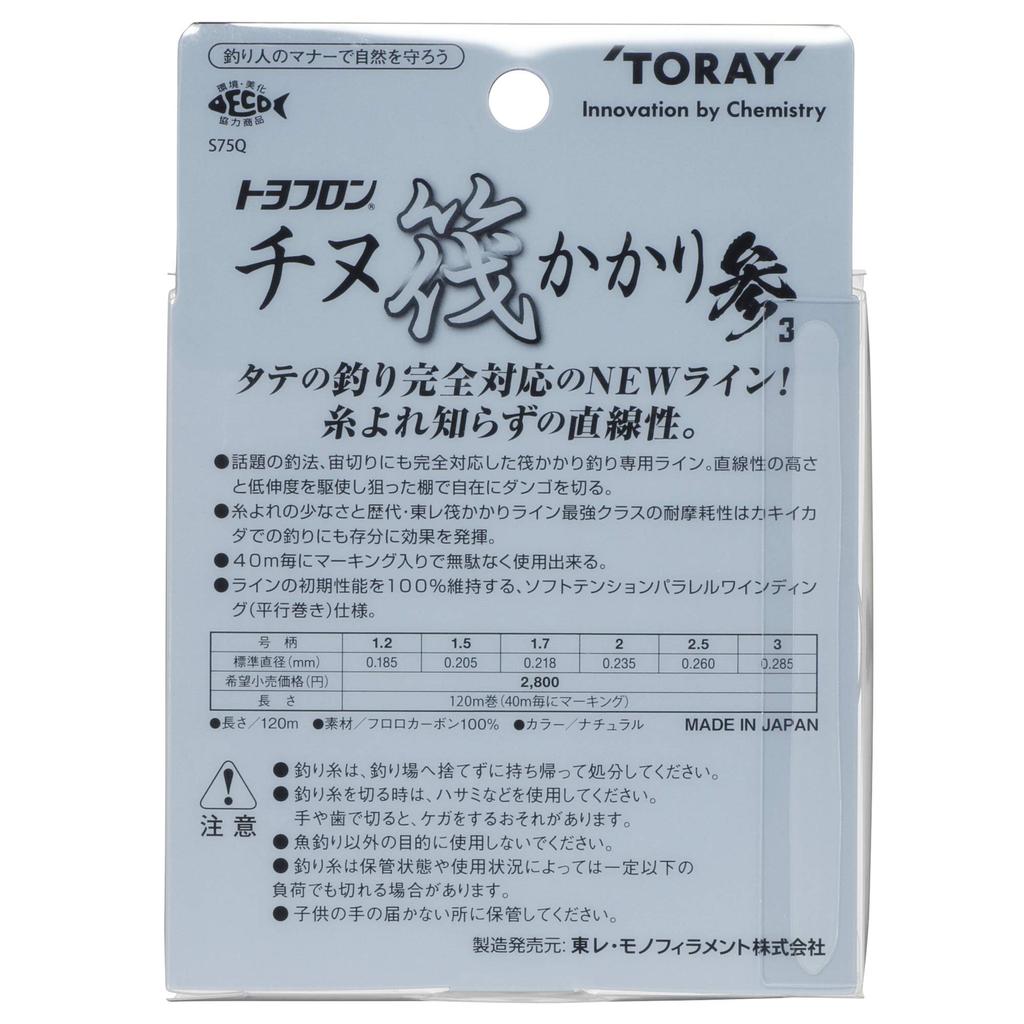 釣り人のマナーで自然を守ろう
環境・美化
ECO
協力商品
S75Q
'TORAY'
Innovation by Chemistry
トヨフロン®
チヌ筏かかり参
3
タテの釣り完全対応のNEWライン!
糸よれ知らずの直線性。
●話題の釣法、宙切りにも完全対応した筏かかり釣り専用ライン。直線性の高さ
と低伸度を駆使し狙った棚で自在にダンゴを切る。
●糸よれの少なさと歴代・東レ筏かかりライン最強クラスの耐摩耗性はカキイカ
ダでの釣りにも存分に効果を発揮。
●40m毎にマーキング入りで無駄なく使用出来る。
●ラインの初期性能を100%維持する、ソフトテンションパラレルワインディン
グ(平行巻き)仕様。
号 柄 1.2 1.5 1.7 2 2.5 3
標準直径(mm) 0.185 0.205 0.218 0.235 0.260 0.285
希望小売価格(円) 2,800
長 さ 120m巻(40m毎にマーキング)
●長さ/120m ●素材/フロロカーボン100% ●カラー/ナチュラル MADE IN JAPAN
注 意
●釣り糸は、釣り場へ捨てずに持ち帰って処分してください。
●釣り糸を切る時は、ハサミなどを使用してください。
手や歯で切ると、ケガをするおそれがあります。
●魚釣り以外の目的に使用しないでください。
●釣り糸は保管状態や使用状況によっては一定以下の
負荷でも切れる場合があります。
●子供の手の届かない所に保管してください。
製造発売元: 東レ・モノフィラメント株式会社